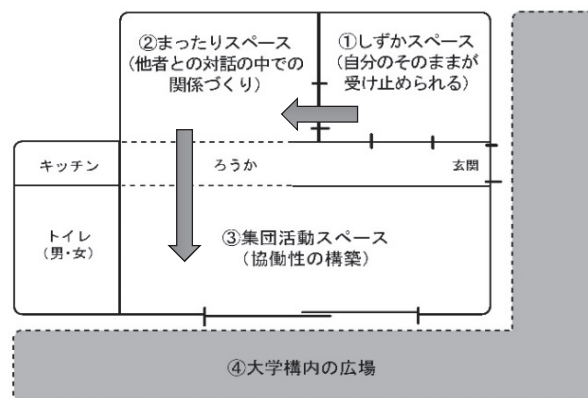 ②まったりスペース
(他者との対話の中での
関係づくり)
①しずかスペース
(自分のそのままが
受け止められる)
キッチン
ろうか
玄関
トイレ
(男・女)
③集団活動スペース
(協働性の構築)
④大学構内の広場